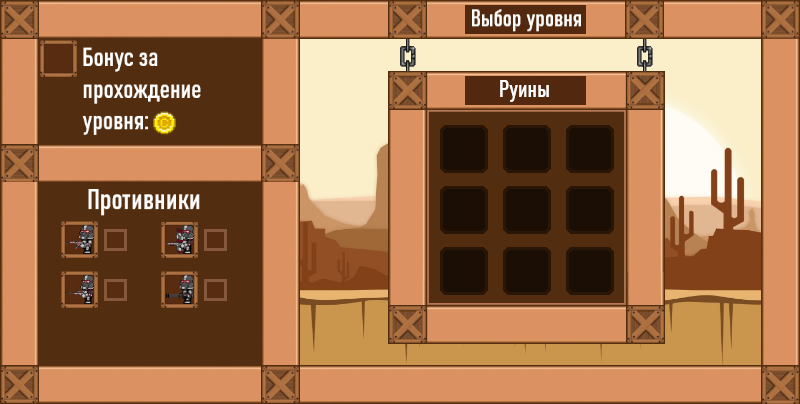 Выбор уровня
Бонус за
прохождение
уровня:
Руины
Противники